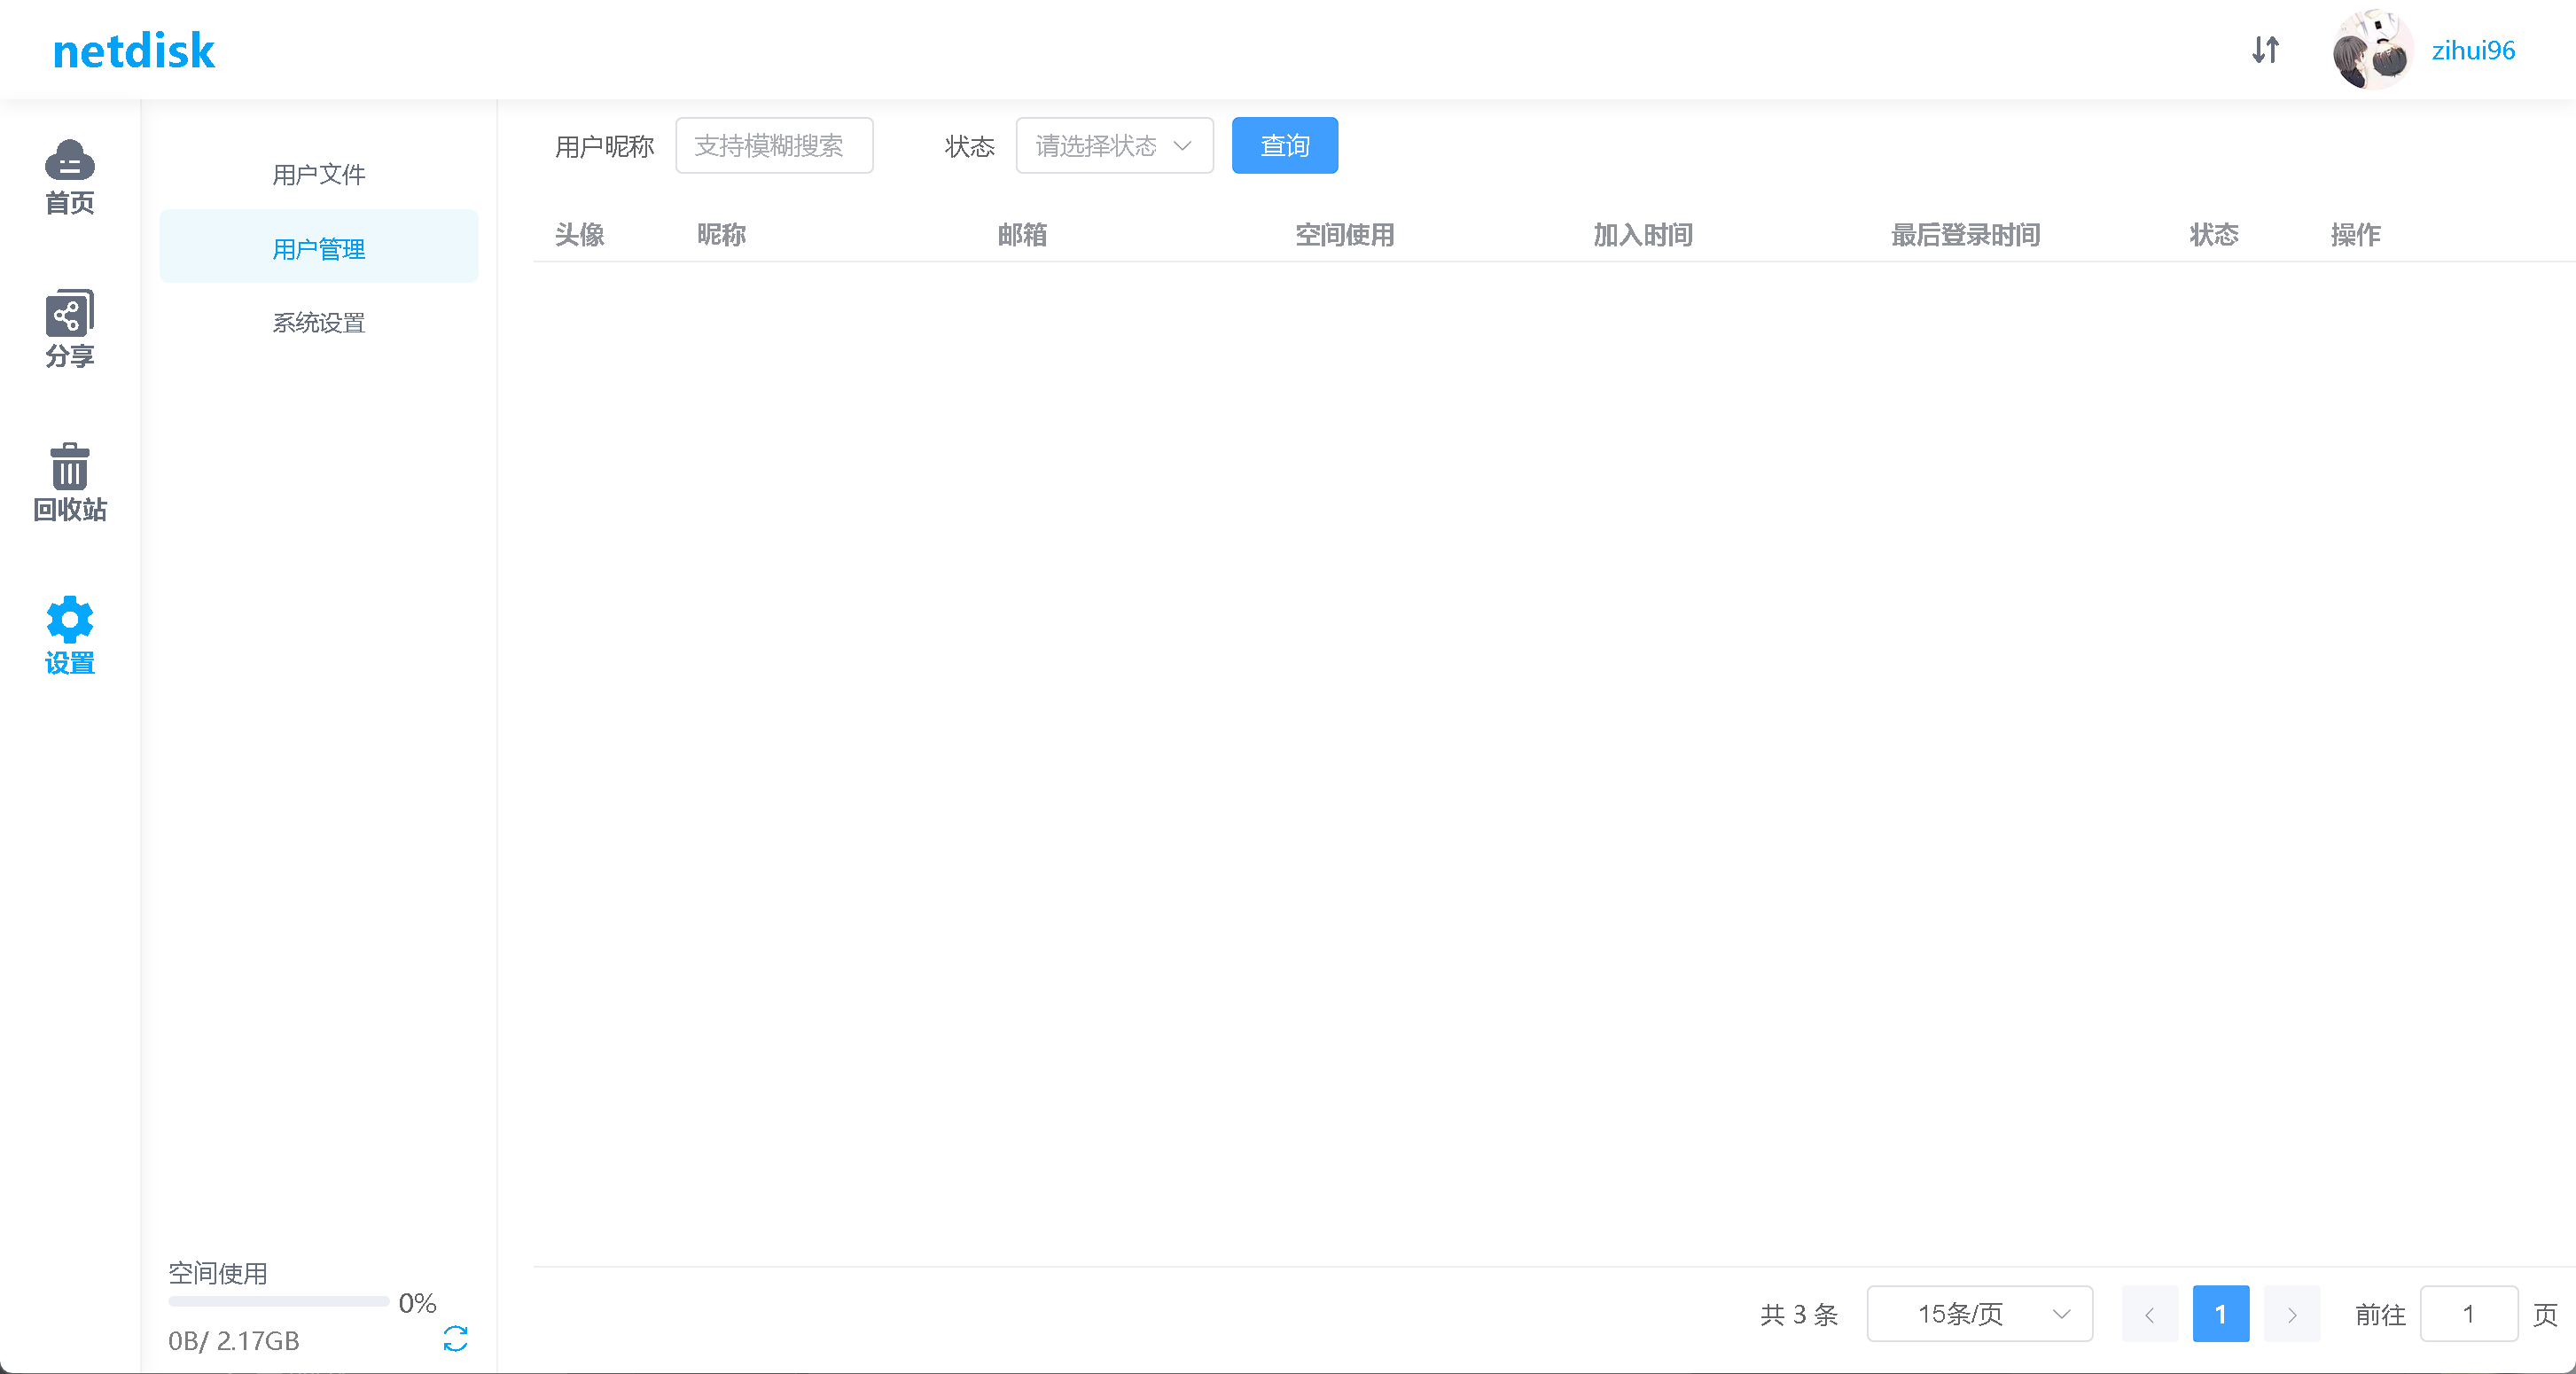 netdisk
zihui96
首页
分享
回收站
设置
用户文件
用户管理
系统设置
空间使用
0%
0B/ 2.17GB
用户昵称 支持模糊搜索 状态 请选择状态 查询
头像 昵称 邮箱 空间使用 加入时间 最后登录时间 状态 操作
共 3 条 15条/页 1 前往 1 页